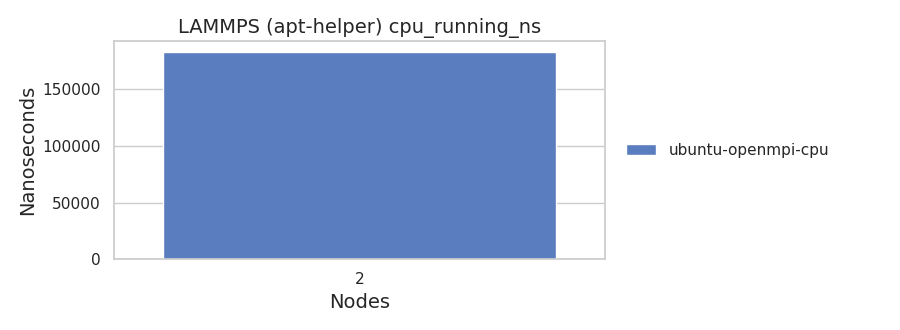 LAMMPS (apt-helper) cpu_running_ns
Nanoseconds
150000
100000
50000
0
2
Nodes
ubuntu-openmpi-cpu